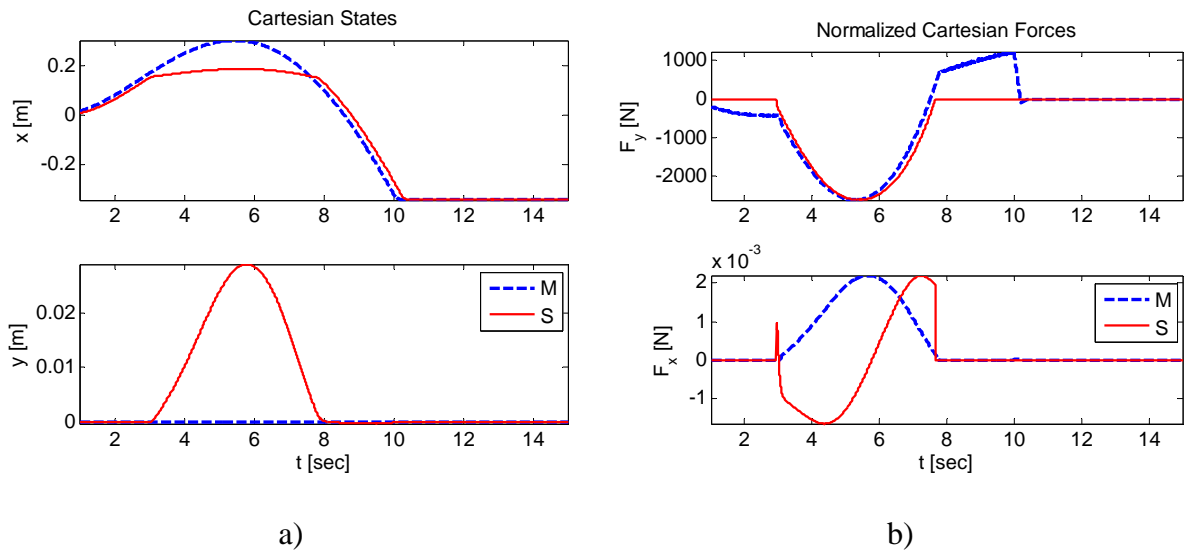 Cartesian States
x [m]
0.2
0
-0.2
2 4 6 8 10 12 14
y [m]
0.02
0.01
0
M
S
2 4 6 8 10 12 14
t [sec]
a)
Normalized Cartesian Forces
F_y [N]
1000
0
-1000
-2000
2 4 6 8 10 12 14
x 10^-3
F_x [N]
2
1
0
-1
M
S
2 4 6 8 10 12 14
t [sec]
b)